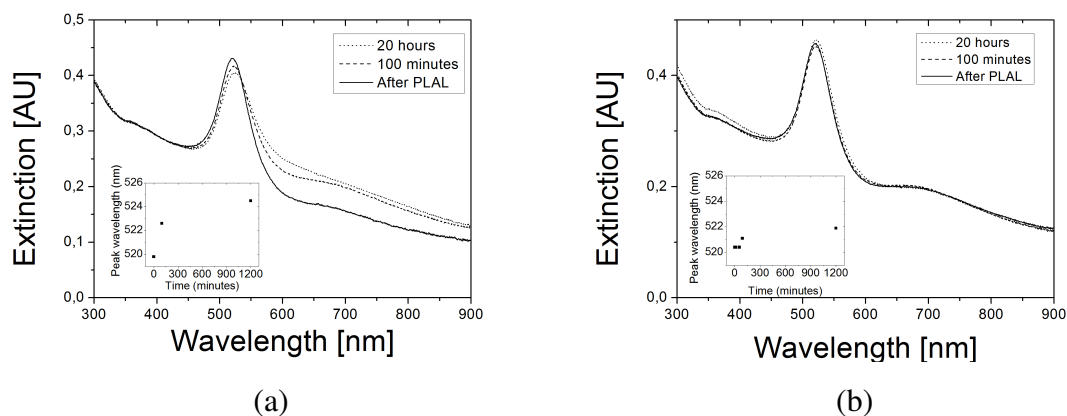 0,5
0,4
0,3
0,2
0,1
0,0
Extinction [AU]
20 hours
100 minutes
After PLAL
526
524
522
520
Peak wavelength (nm)
0 300 600 900 1200
Time (minutes)
300 400 500 600 700 800 900
Wavelength [nm]
(a)
0,4
0,2
0,0
Extinction [AU]
20 hours
100 minutes
After PLAL
526
524
522
520
Peak wavelength (nm)
0 300 600 900 1200
Time (minutes)
300 400 500 600 700 800 900
Wavelength [nm]
(b)